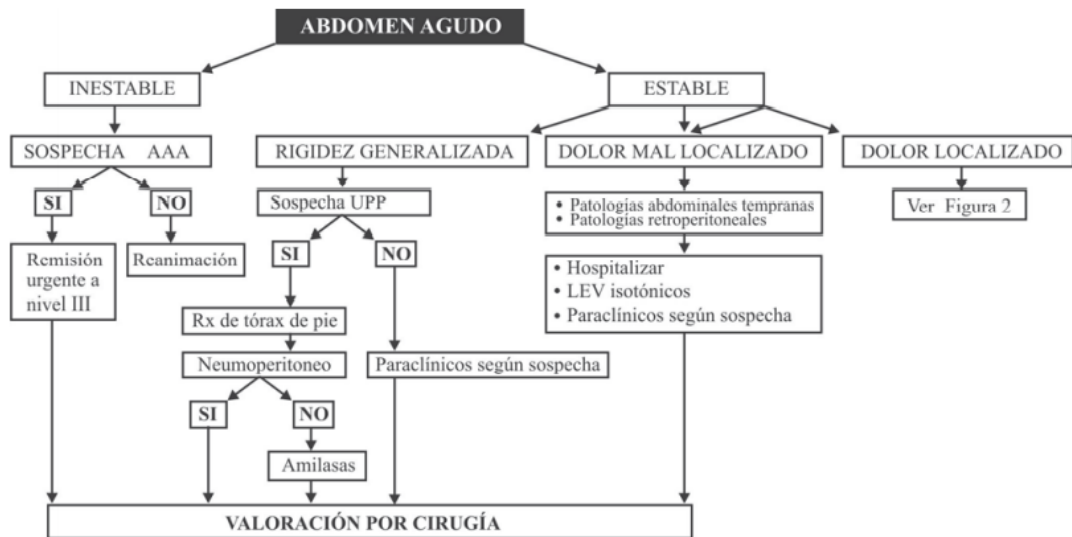 ABDOMEN AGUDO
INESTABLE
ESTABLE
SOSPECHA AAA
RIGIDEZ GENERALIZADA
DOLOR MAL LOCALIZADO
DOLOR LOCALIZADO
SI
NO
Sospecha UPP
• Patologías abdominales tempranas
• Patologías retroperitoneales
Ver Figura 2
Remisión
urgente a
nivel III
Reanimación
SI
NO
• Hospitalizar
• LEV isotónicos
• Paraclínicos según sospecha
Rx de tórax de pie
Neumoperitoneo
Paraclínicos según sospecha
SI
NO
Amilasas
VALORACIÓN POR CIRUGÍA